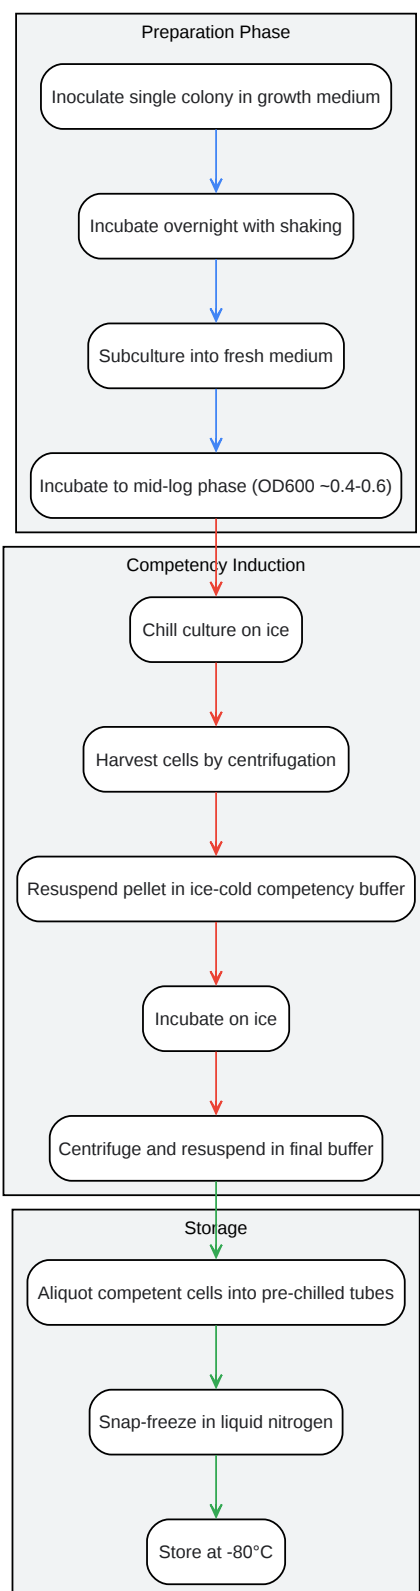 Preparation Phase
Inoculate single colony in growth medium
Incubate overnight with shaking
Subculture into fresh medium
Incubate to mid-log phase (OD600 ~0.4-0.6)
Competency Induction
Chill culture on ice
Harvest cells by centrifugation
Resuspend pellet in ice-cold competency buffer
Incubate on ice
Centrifuge and resuspend in final buffer
Storage
Aliquot competent cells into pre-chilled tubes
Snap-freeze in liquid nitrogen
Store at -80°C